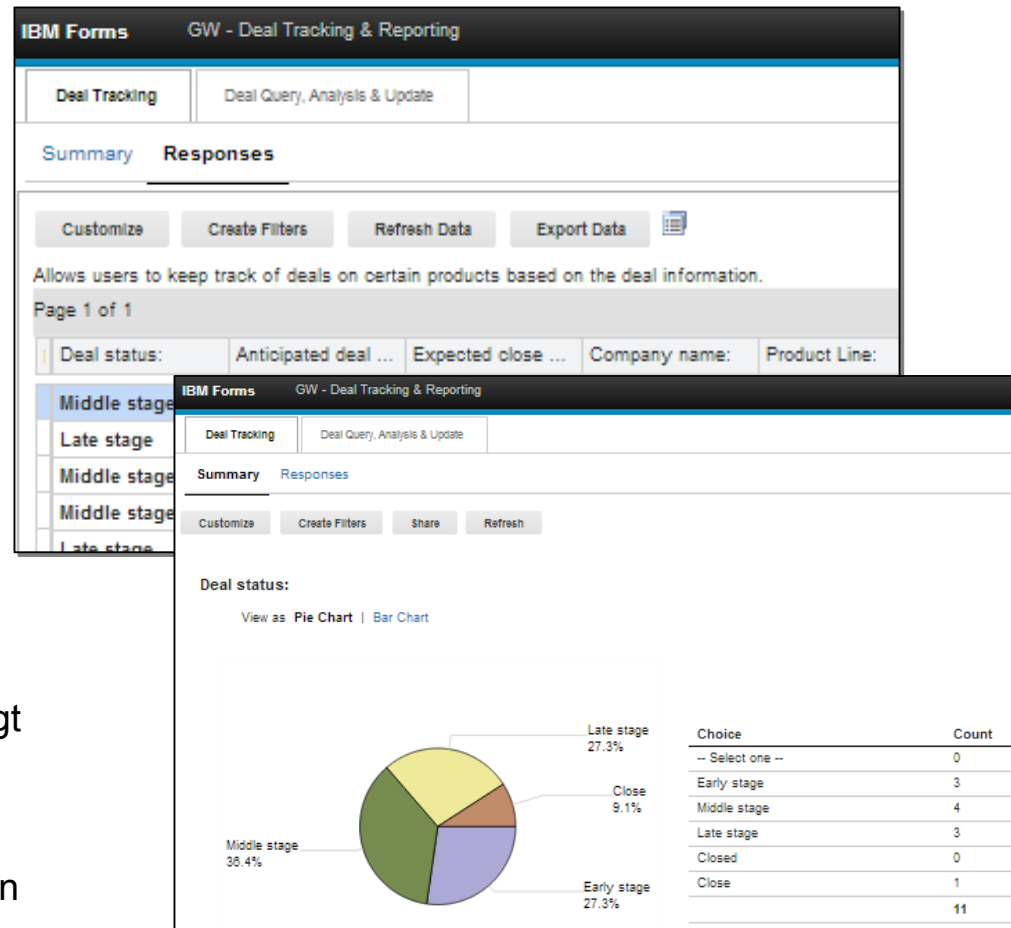 IBM Forms GW - Deal Tracking & Reporting
Deal Tracking Deal Query, Analysis & Update
Summary Responses
Customize Create Filters Refresh Data Export Data
Allows users to keep track of deals on certain products based on the deal information.
Page 1 of 1
Deal status: Anticipated deal ... Expected close ... Company name: Product Line:
Middle stage
Late stage
Middle stage
Middle stage
Late stage
IBM Forms GW - Deal Tracking & Reporting
Deal Tracking Deal Query, Analysis & Update
Summary Responses
Customize Create Filters Share Refresh
Deal status:
View as Pie Chart | Bar Chart
Late stage
27.3%
Close
9.1%
Middle stage
36.4%
Early stage
27.3%
Choice Count
-- Select one -- 0
Early stage 3
Middle stage 4
Late stage 3
Closed 0
Close 1
11
gt
n